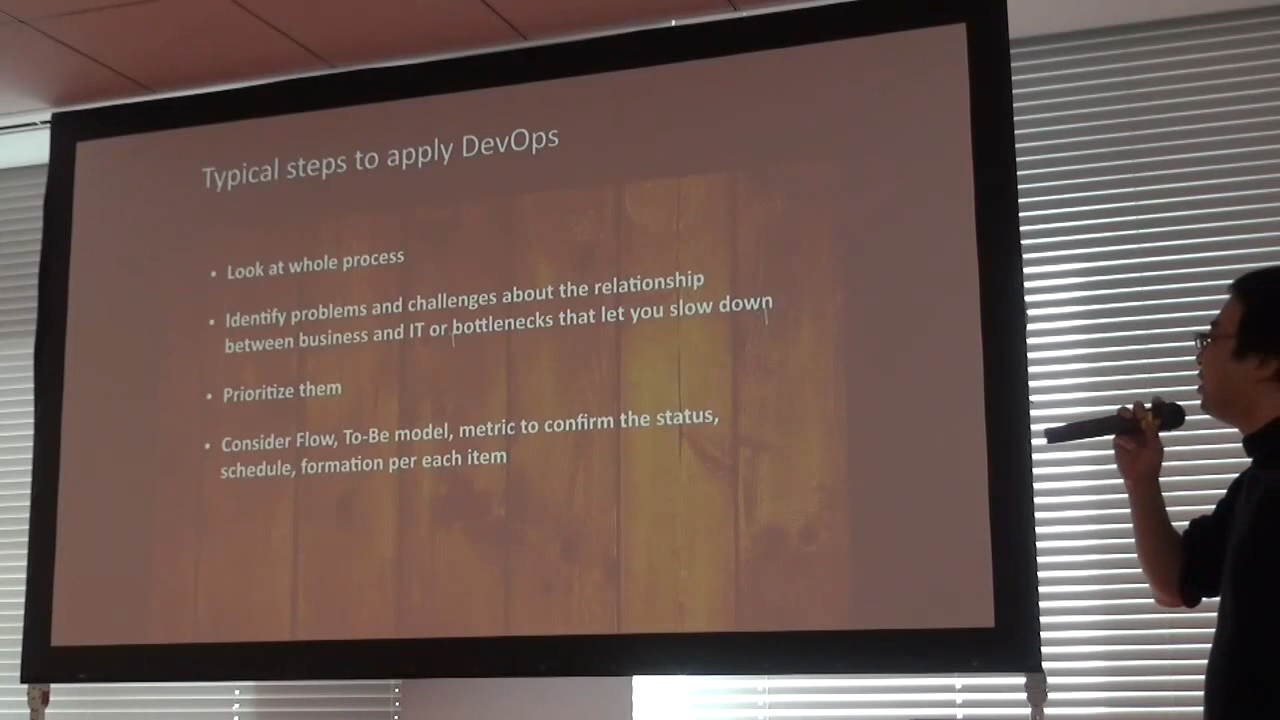 Typical steps to apply DevOps
• Look at whole process
• Identify problems and challenges about the relationship
between business and IT or bottlenecks that let you slow down
• Prioritize them
• Consider Flow, To-Be model, metric to confirm the status,
schedule, formation per each item